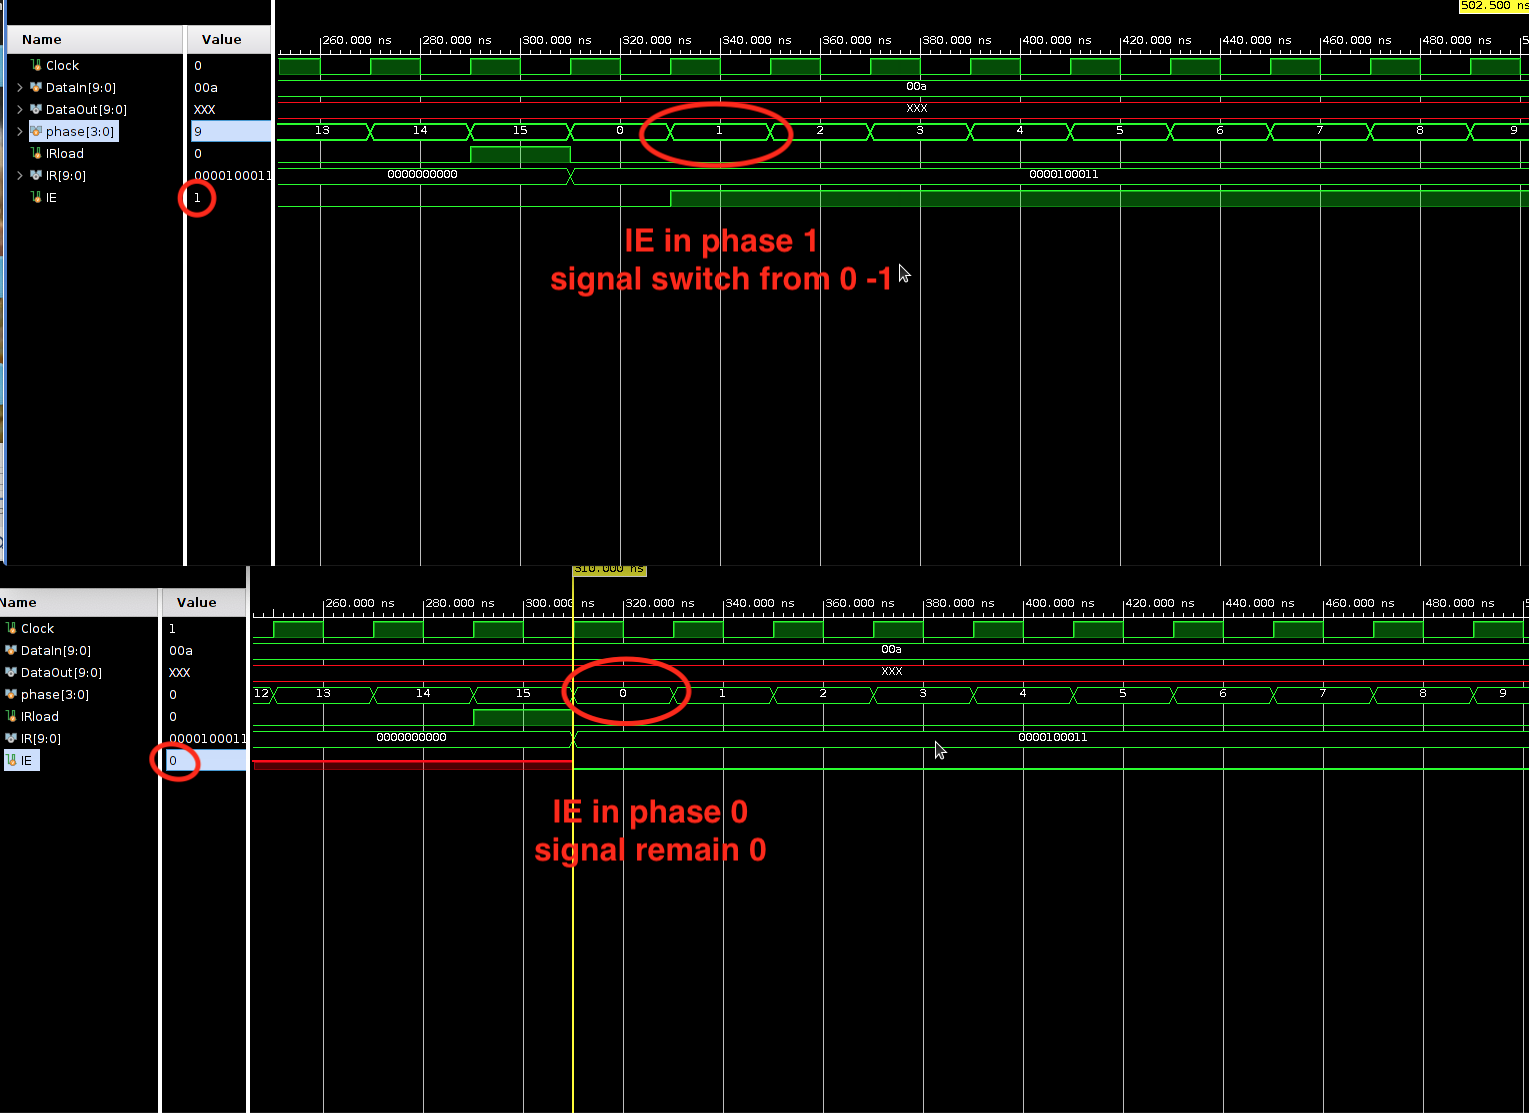 502.500 ns
Name Value
260.000 ns 280.000 ns 300.000 ns 320.000 ns 340.000 ns 360.000 ns 380.000 ns 400.000 ns 420.000 ns 440.000 ns 460.000 ns 480.000 ns
Clock 0
DataIn[9:0] 00a 00a
DataOut[9:0] XXX XXX
phase[3:0] 9 13 14 15 0 1 2 3 4 5 6 7 8 9
IRload 0
IR[9:0] 0000100011 0000000000 0000100011
IE 1
IE in phase 1
signal switch from 0 -1
310.000 ns
Name Value
260.000 ns 280.000 ns 300.000 ns 320.000 ns 340.000 ns 360.000 ns 380.000 ns 400.000 ns 420.000 ns 440.000 ns 460.000 ns 480.000 ns
Clock 1
DataIn[9:0] 00a 00a
DataOut[9:0] XXX XXX
phase[3:0] 0 12 13 14 15 0 1 2 3 4 5 6 7 8 9
IRload 0
IR[9:0] 0000100011 0000000000 0000100011
IE 0
IE in phase 0
signal remain 0